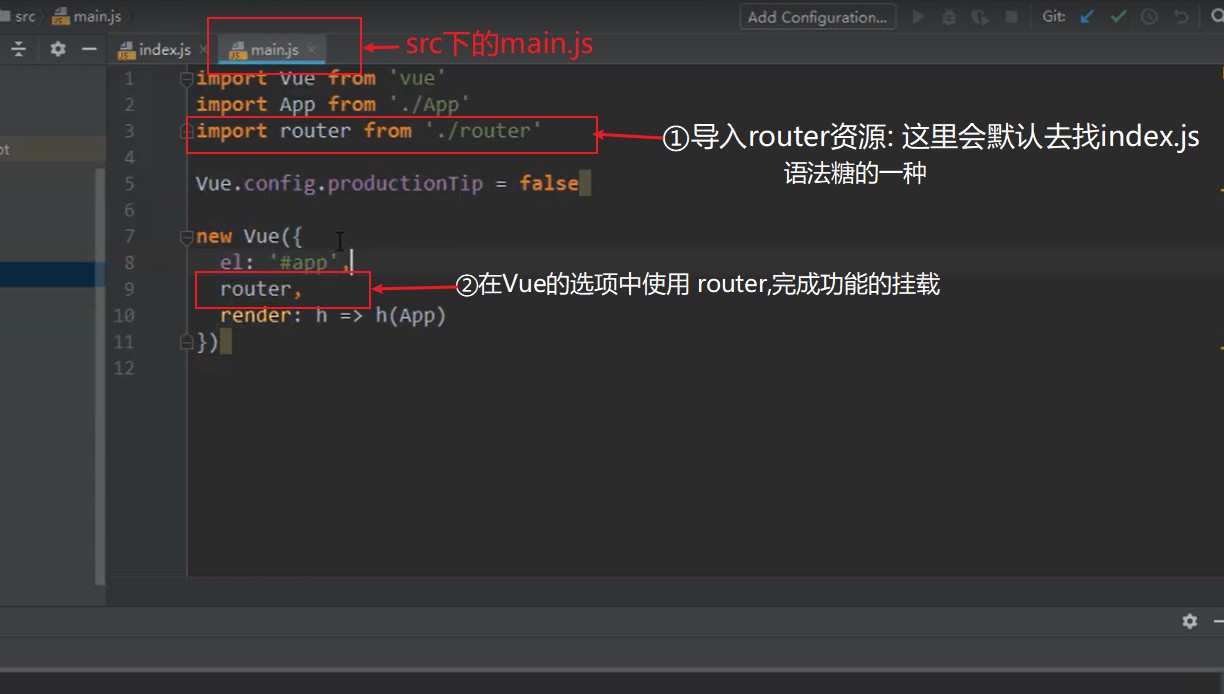 src
main.js
Add Configuration...
Git:
index.js
main.js
src下的main.js
1 import Vue from 'vue'
2 import App from './App'
3 import router from './router'
①导入router资源: 这里会默认去找index.js
语法糖的一种
4
5 Vue.config.productionTip = false
6
7 new Vue({
8 el: '#app',
9 router,
②在Vue的选项中使用 router,完成功能的挂载
10 render: h => h(App)
11 })
12